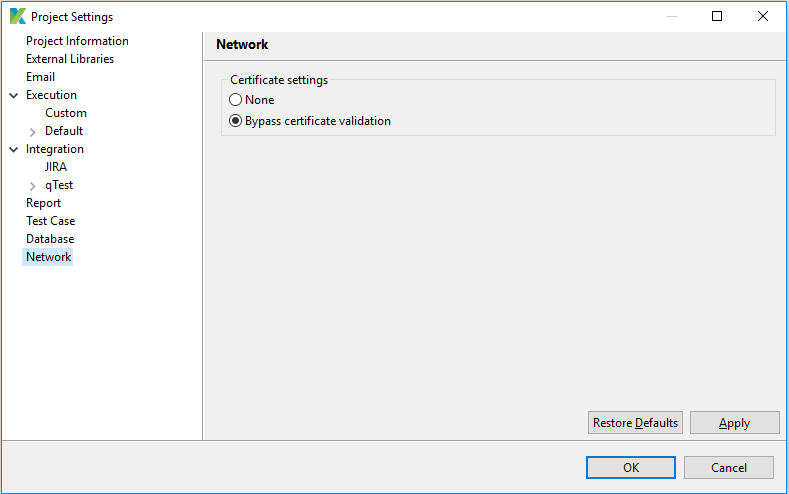 Project Settings
Project Information
External Libraries
Email
Execution
Custom
Default
Integration
JIRA
qTest
Report
Test Case
Database
Network
Network
Certificate settings
None
Bypass certificate validation
Restore Defaults
Apply
OK
Cancel